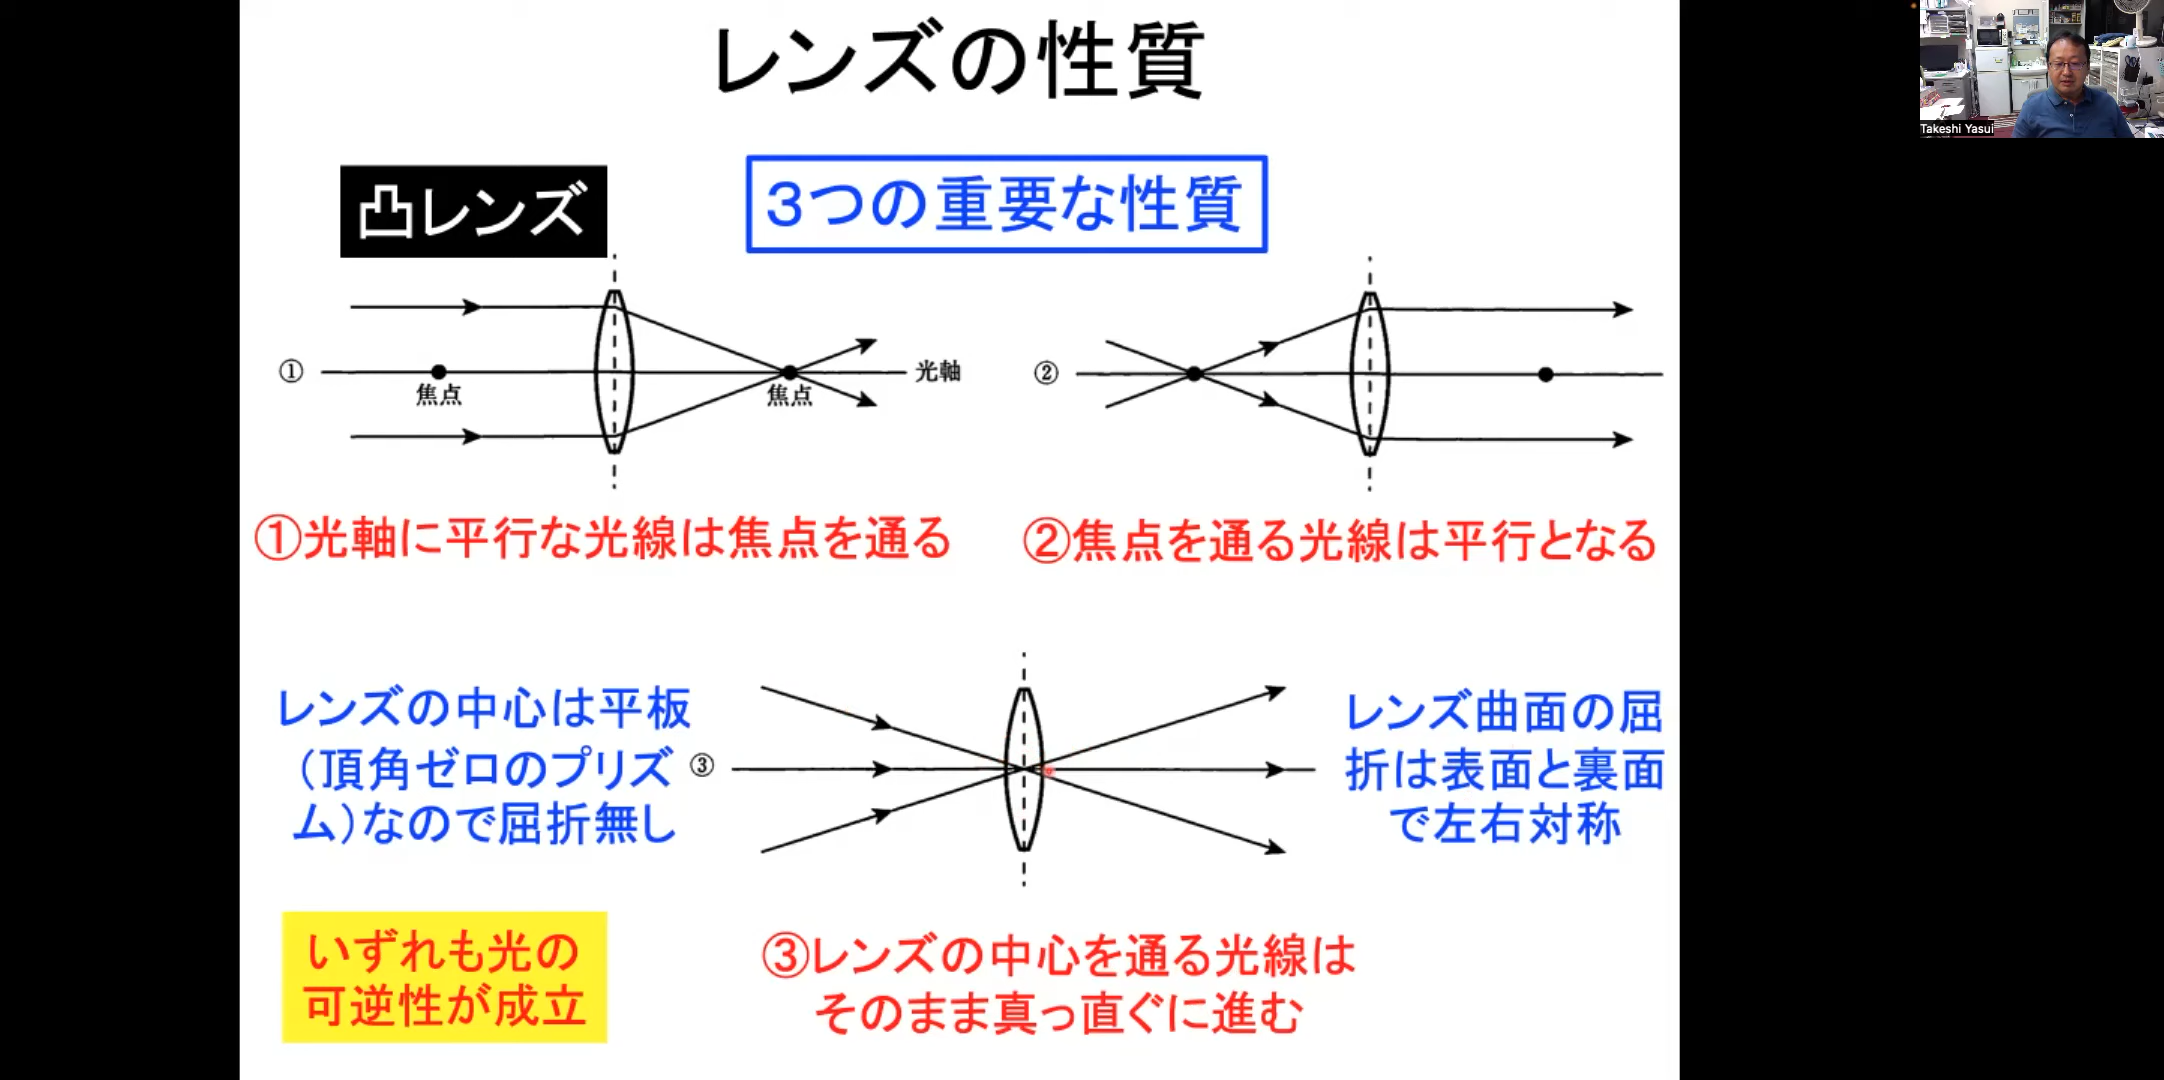 レンズの性質
Takeshi Yasui
凸レンズ
3つの重要な性質
①
焦点
焦点
光軸
②
①光軸に平行な光線は焦点を通る
②焦点を通る光線は平行となる
レンズの中心は平板
（頂角ゼロのプリズ
ム）なので屈折無し
③
レンズ曲面の屈
折は表面と裏面
で左右対称
いずれも光の
可逆性が成立
③レンズの中心を通る光線は
そのまま真っ直ぐに進む